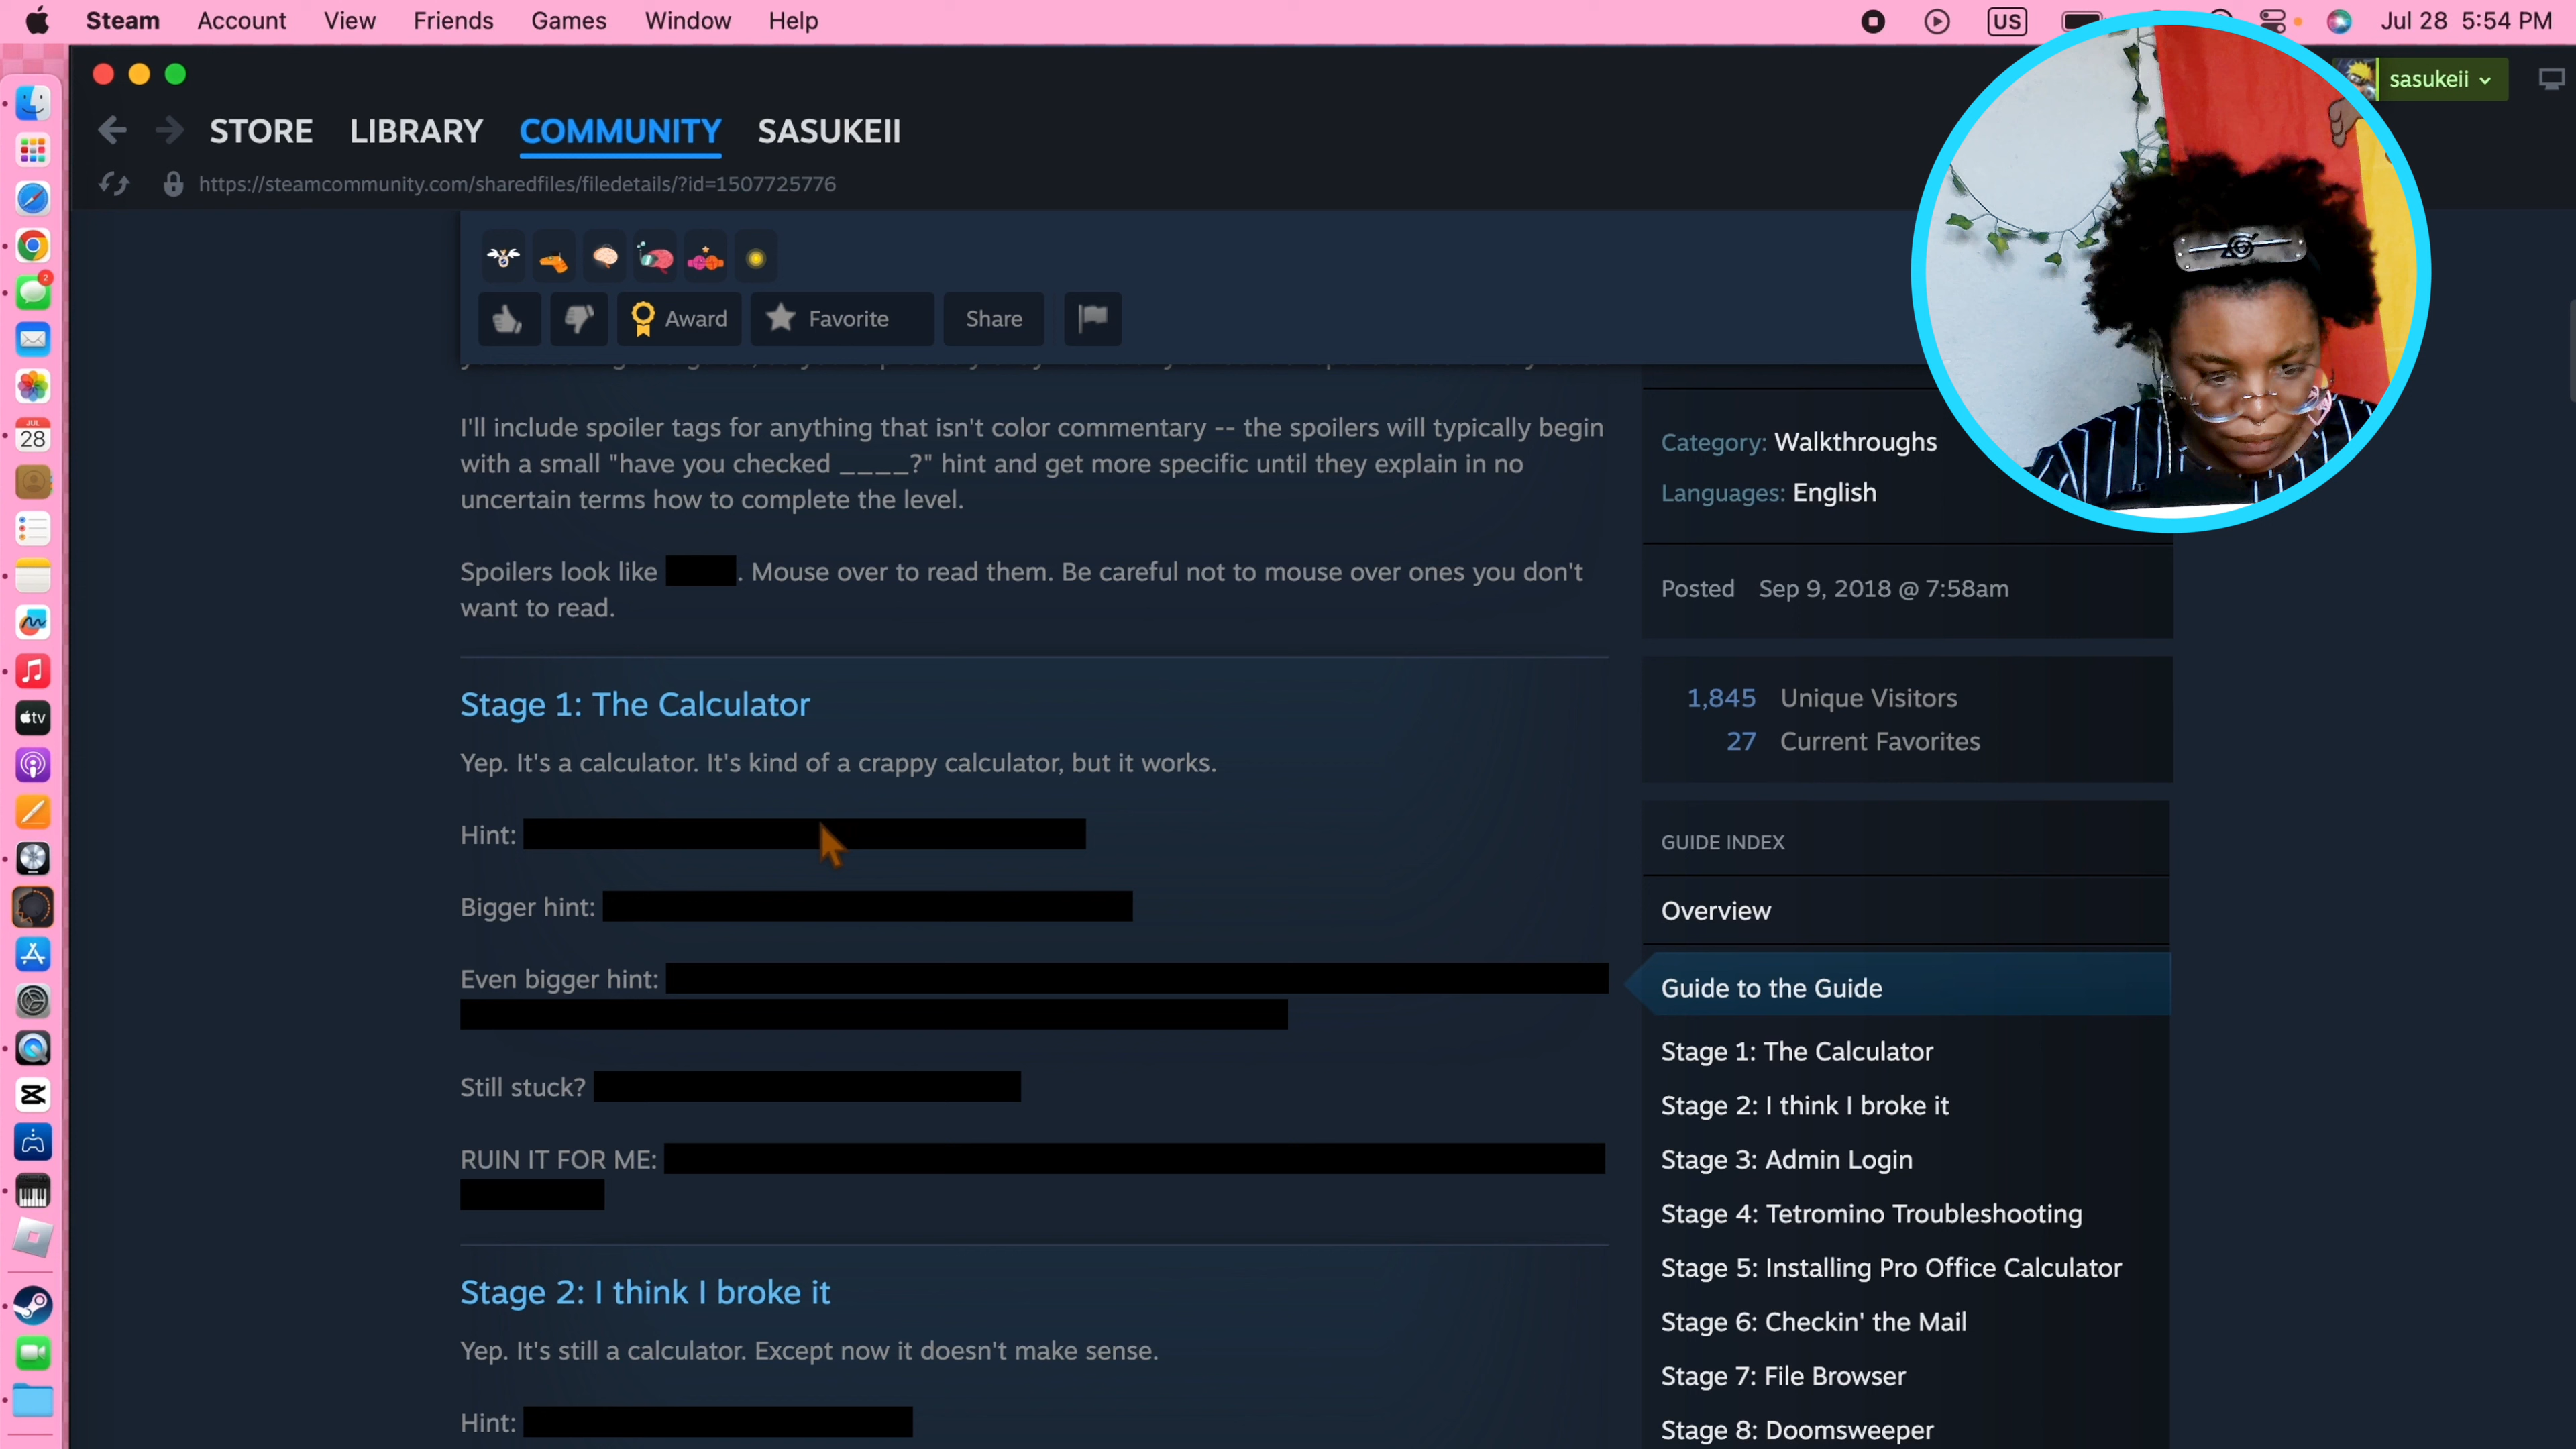 Steam Account View Friends Games Window Help
US
Jul 28 5:54 PM
sasukeii
STORE LIBRARY COMMUNITY SASUKEII
https://steamcommunity.com/sharedfiles/filedetails/?id=1507725776
Award Favorite Share
I'll include spoiler tags for anything that isn't color commentary -- the spoilers will typically begin
with a small "have you checked ____?" hint and get more specific until they explain in no
uncertain terms how to complete the level.
Spoilers look like . Mouse over to read them. Be careful not to mouse over ones you don't
want to read.
Stage 1: The Calculator
Yep. It's a calculator. It's kind of a crappy calculator, but it works.
Hint:
Bigger hint:
Even bigger hint:
Still stuck?
RUIN IT FOR ME:
Stage 2: I think I broke it
Yep. It's still a calculator. Except now it doesn't make sense.
Hint:
Category: Walkthroughs
Languages: English
Posted Sep 9, 2018 @ 7:58am
1,845 Unique Visitors
27 Current Favorites
GUIDE INDEX
Overview
Guide to the Guide
Stage 1: The Calculator
Stage 2: I think I broke it
Stage 3: Admin Login
Stage 4: Tetromino Troubleshooting
Stage 5: Installing Pro Office Calculator
Stage 6: Checkin' the Mail
Stage 7: File Browser
Stage 8: Doomsweeper
2
JUL
28
tv